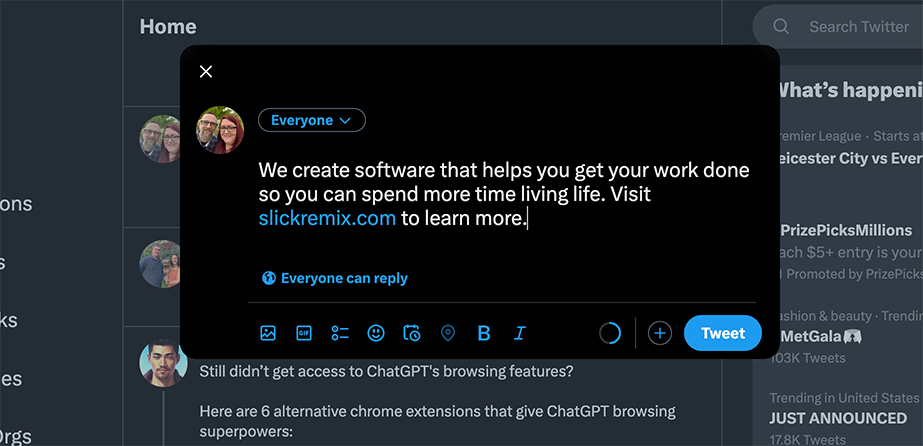 Home
Search Twitter
Everyone
We create software that helps you get your work done
so you can spend more time living life. Visit
slickremix.com to learn more.
Everyone can reply
GIF
B I
Tweet
Still didn't get access to ChatGPT's browsing features?
Here are 6 alternative chrome extensions that give ChatGPT browsing
superpowers:
What's happeni
remier League · Starts at
eicester City vs Ever
PrizePicksMillions
ach $5+ entry is your
Promoted by PrizePicks
ashion & beauty · Trending
MetGala
103K Tweets
Trending in United States
JUST ANNOUNCED
17.8K Tweets
ons
s
ks
es
Orgs